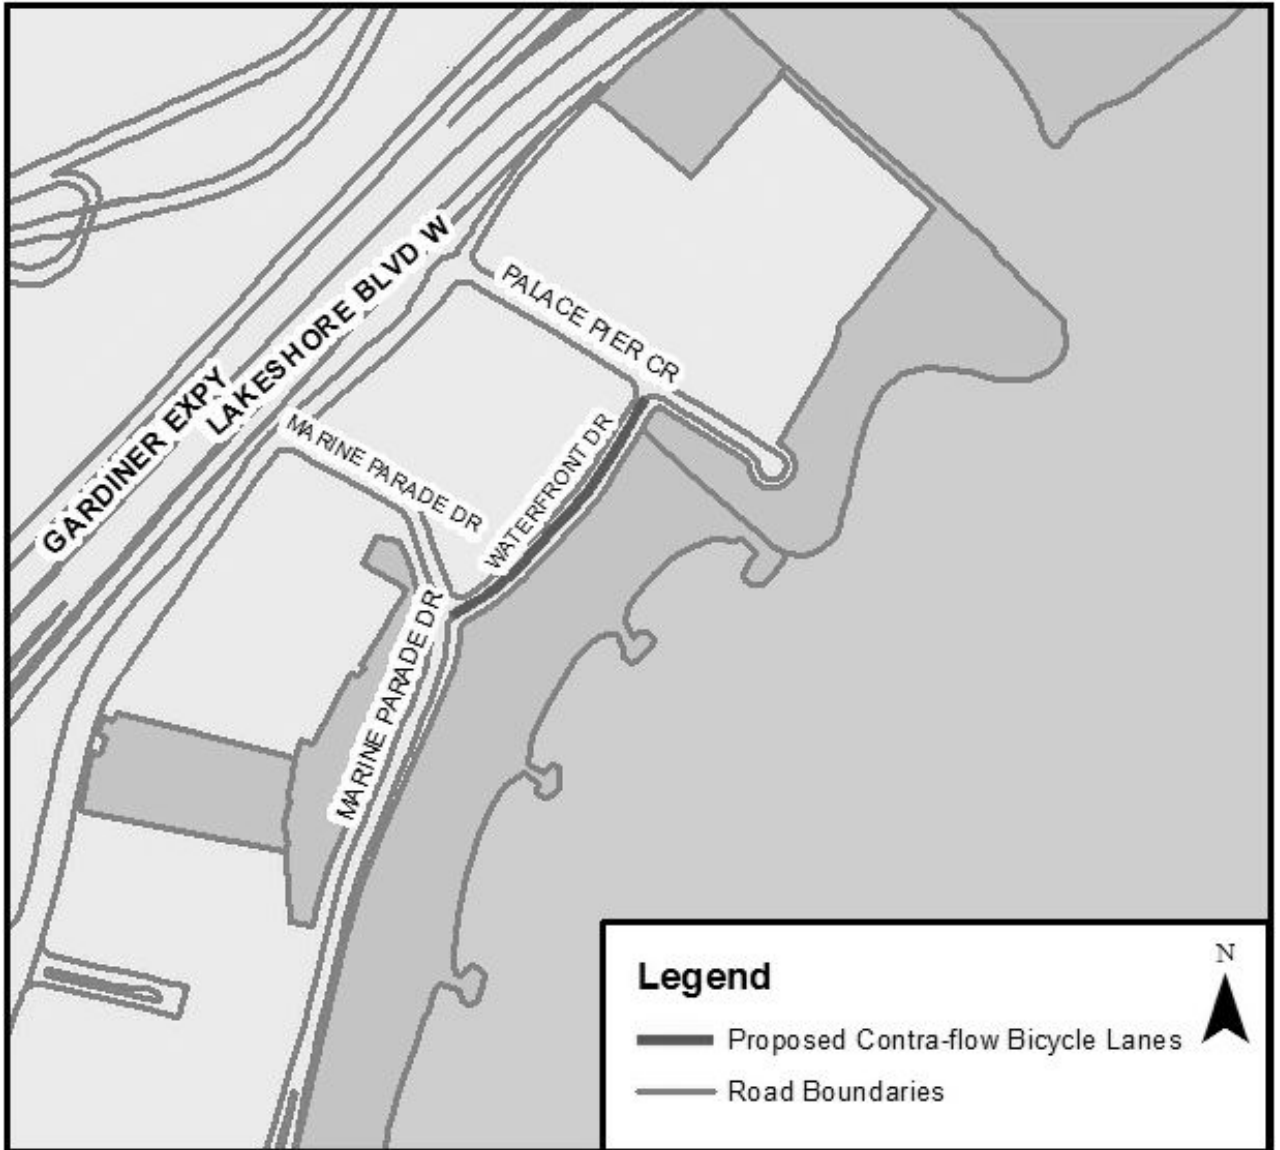 GARDINER EXPY
LAKESHORE BLVD W
PALACE PIER CR
MARINE PARADE DR
WATERFRONT DR
MARINE PARADE DR
Legend
N
Proposed Contra-flow Bicycle Lanes
Road Boundaries